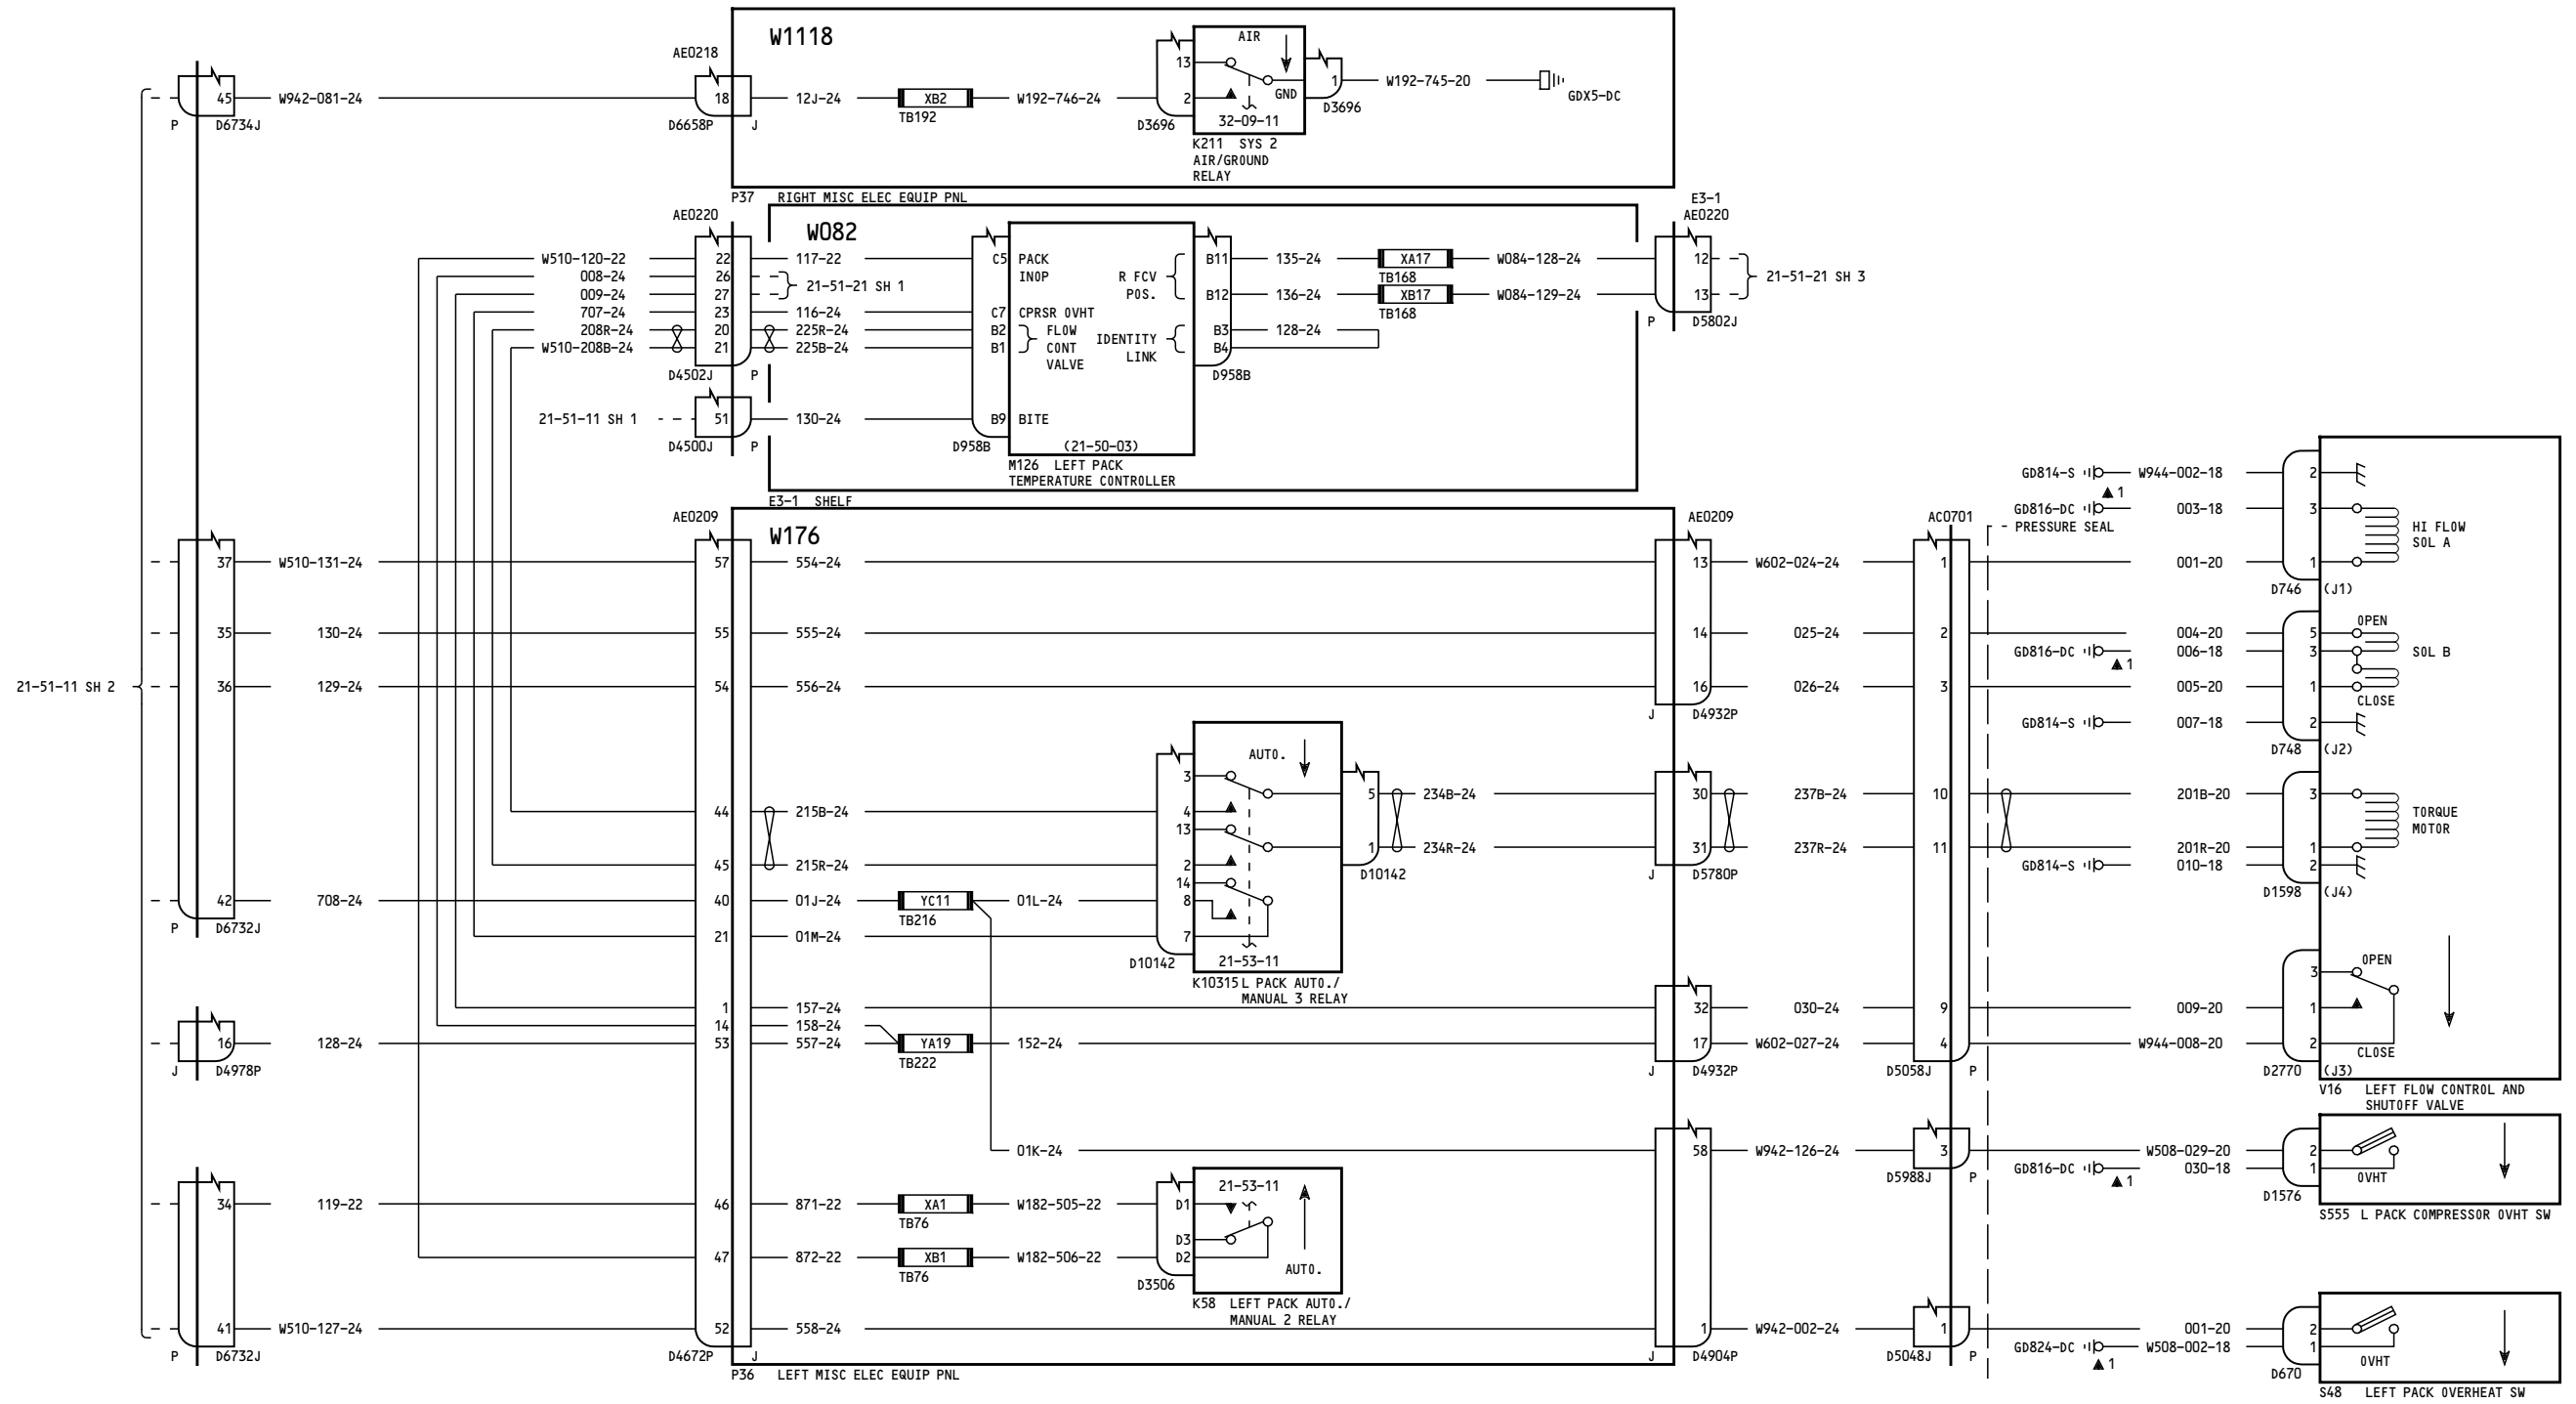 W1118
AE0218
AIR
13
1
W192-745-20
GDX5-DC
45
W942-081-24
18
12J-24
XB2
W192-746-24
2
GND
D3696
P
D6734J
D6658P
J
TB192
D3696
32-09-11
K211 SYS 2
AIR/GROUND
RELAY
P37 RIGHT MISC ELEC EQUIP PNL
E3-1
AE0220
AE0220
W082
W510-120-22
22
117-22
C5
PACK
INOP
R FCV
POS.
B11
135-24
XA17
TB168
W084-128-24
12
008-24
26
21-51-21 SH 1
21-51-21 SH 3
009-24
27
B12
136-24
XB17
TB168
W084-129-24
13
707-24
23
116-24
C7
CPRSR OVHT
P
D5802J
208R-24
20
225R-24
B2
FLOW
CONT
VALVE
IDENTITY
LINK
B3
128-24
W510-208B-24
21
225B-24
B1
B4
D4502J
P
D958B
21-51-11 SH 1
51
130-24
B9
BITE
D4500J
P
D958B
(21-50-03)
M126 LEFT PACK
TEMPERATURE CONTROLLER
E3-1 SHELF
GD814-S
W944-002-18
2
1
GD816-DC
003-18
3
HI FLOW
SOL A
AE0209
W176
AE0209
AC0701
PRESSURE SEAL
37
W510-131-24
57
554-24
13
W602-024-24
1
001-20
1
D746
(J1)
OPEN
35
130-24
55
555-24
14
025-24
2
004-20
5
GD816-DC
1
006-18
3
SOL B
21-51-11 SH 2
36
129-24
54
556-24
16
026-24
3
005-20
1
CLOSE
J
D4932P
GD814-S
007-18
2
D748
(J2)
AUTO.
3
5
234B-24
30
237B-24
10
201B-20
3
TORQUE
MOTOR
44
215B-24
4
13
1
234R-24
31
237R-24
11
201R-20
1
45
215R-24
2
D10142
J
D5780P
GD814-S
010-18
2
14
D1598
(J4)
42
708-24
40
01J-24
YC11
TB216
01L-24
8
P
D6732J
21
01M-24
7
D10142
21-53-11
K10315 L PACK AUTO./
MANUAL 3 RELAY
OPEN
3
1
157-24
32
030-24
9
009-20
1
14
158-24
16
128-24
53
557-24
YA19
TB222
152-24
17
W602-027-24
4
W944-008-20
2
CLOSE
J
D4978P
J
D4932P
D5058J
P
D2770
(J3)
V16 LEFT FLOW CONTROL AND
SHUTOFF VALVE
01K-24
58
W942-126-24
3
W508-029-20
2
D5988J
P
GD816-DC
1
030-18
1
OVHT
D1576
S555 L PACK COMPRESSOR OVHT SW
34
119-22
46
871-22
XA1
TB76
W182-505-22
D1
21-53-11
D3
47
872-22
XB1
TB76
W182-506-22
D2
AUTO.
D3506
K58 LEFT PACK AUTO./
MANUAL 2 RELAY
41
W510-127-24
52
558-24
1
W942-002-24
1
001-20
2
P
D6732J
D4672P
J
J
D4904P
D5048J
P
GD824-DC
1
W508-002-18
1
OVHT
D670
P36 LEFT MISC ELEC EQUIP PNL
S48 LEFT PACK OVERHEAT SW